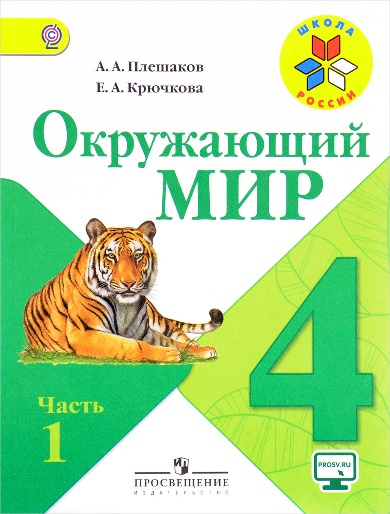 А. А. Плешаков
Е. А. Крючкова
ШКОЛА
РОССИИ
Окружающий
МИР
4
Часть
1
PROSV.RU
ПРОСВЕЩЕНИЕ
ИЗДАТЕЛЬСТВО